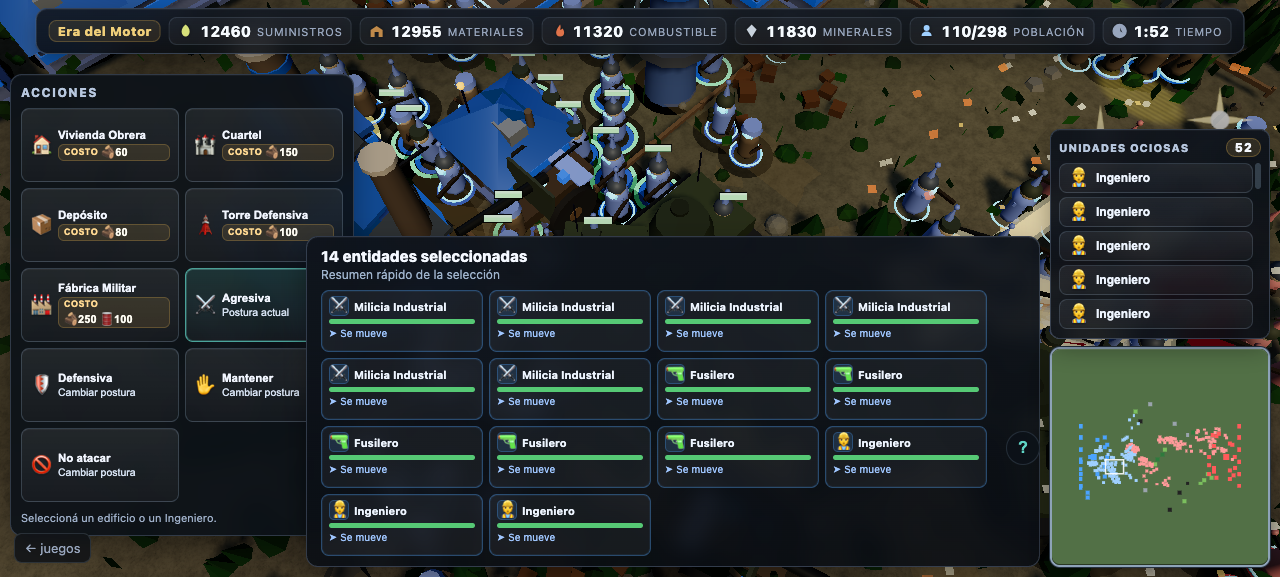 Era del Motor
12460 SUMINISTROS
12955 MATERIALES
11320 COMBUSTIBLE
11830 MINERALES
110/298 POBLACIÓN
1:52 TIEMPO
ACCIONES
Vivienda Obrera
COSTO 60
Cuartel
COSTO 150
Depósito
COSTO 80
Torre Defensiva
COSTO 100
Fábrica Militar
COSTO
250 100
Agresiva
Postura actual
Defensiva
Cambiar postura
Mantener
Cambiar postura
No atacar
Cambiar postura
Seleccioná un edificio o un Ingeniero.
← juegos
14 entidades seleccionadas
Resumen rápido de la selección
Milicia Industrial
➤ Se mueve
Milicia Industrial
➤ Se mueve
Milicia Industrial
➤ Se mueve
Milicia Industrial
➤ Se mueve
Milicia Industrial
➤ Se mueve
Milicia Industrial
➤ Se mueve
Fusilero
➤ Se mueve
Fusilero
➤ Se mueve
Fusilero
➤ Se mueve
Fusilero
➤ Se mueve
Fusilero
➤ Se mueve
Ingeniero
➤ Se mueve
Ingeniero
➤ Se mueve
Ingeniero
➤ Se mueve
?
UNIDADES OCIOSAS 52
Ingeniero
Ingeniero
Ingeniero
Ingeniero
Ingeniero